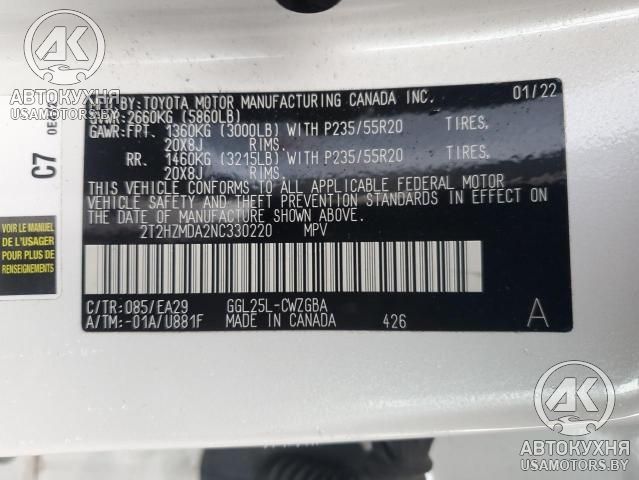 АК
АВТОКУХНЯ
USAMOTORS.BY
MFD.BY: TOYOTA MOTOR MANUFACTURING CANADA INC. 01/22
GVWR: 2660KG (5860LB)
GAWR: FPT. 1360KG (3000LB) WITH P235/55R20 TIRES,
20X8J RIMS,
RR. 1460KG (3215LB) WITH P235/55R20 TIRES,
20X8J RIMS,
THIS VEHICLE CONFORMS TO ALL APPLICABLE FEDERAL MOTOR
VEHICLE SAFETY AND THEFT PREVENTION STANDARDS IN EFFECT ON
THE DATE OF MANUFACTURE SHOWN ABOVE.
2T2HZMDA2NC330220 MPV
C/TR: 085/EA29 GGL25L-CWZGBA
A/TM: -01A/U881F MADE IN CANADA 426 A
C7
VOIR LE MANUEL
DE L'USAGER
POUR PLUS DE
RENSEIGNEMENTS
АК
АВТОКУХНЯ
USAMOTORS.BY